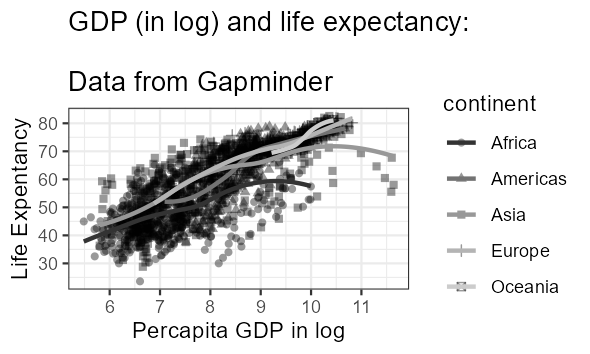 GDP (in log) and life expectancy:
Data from Gapminder
continent
Africa
Americas
Asia
Europe
Oceania
Life Expentancy
80
70
60
50
40
30
6 7 8 9 10 11
Percapita GDP in log